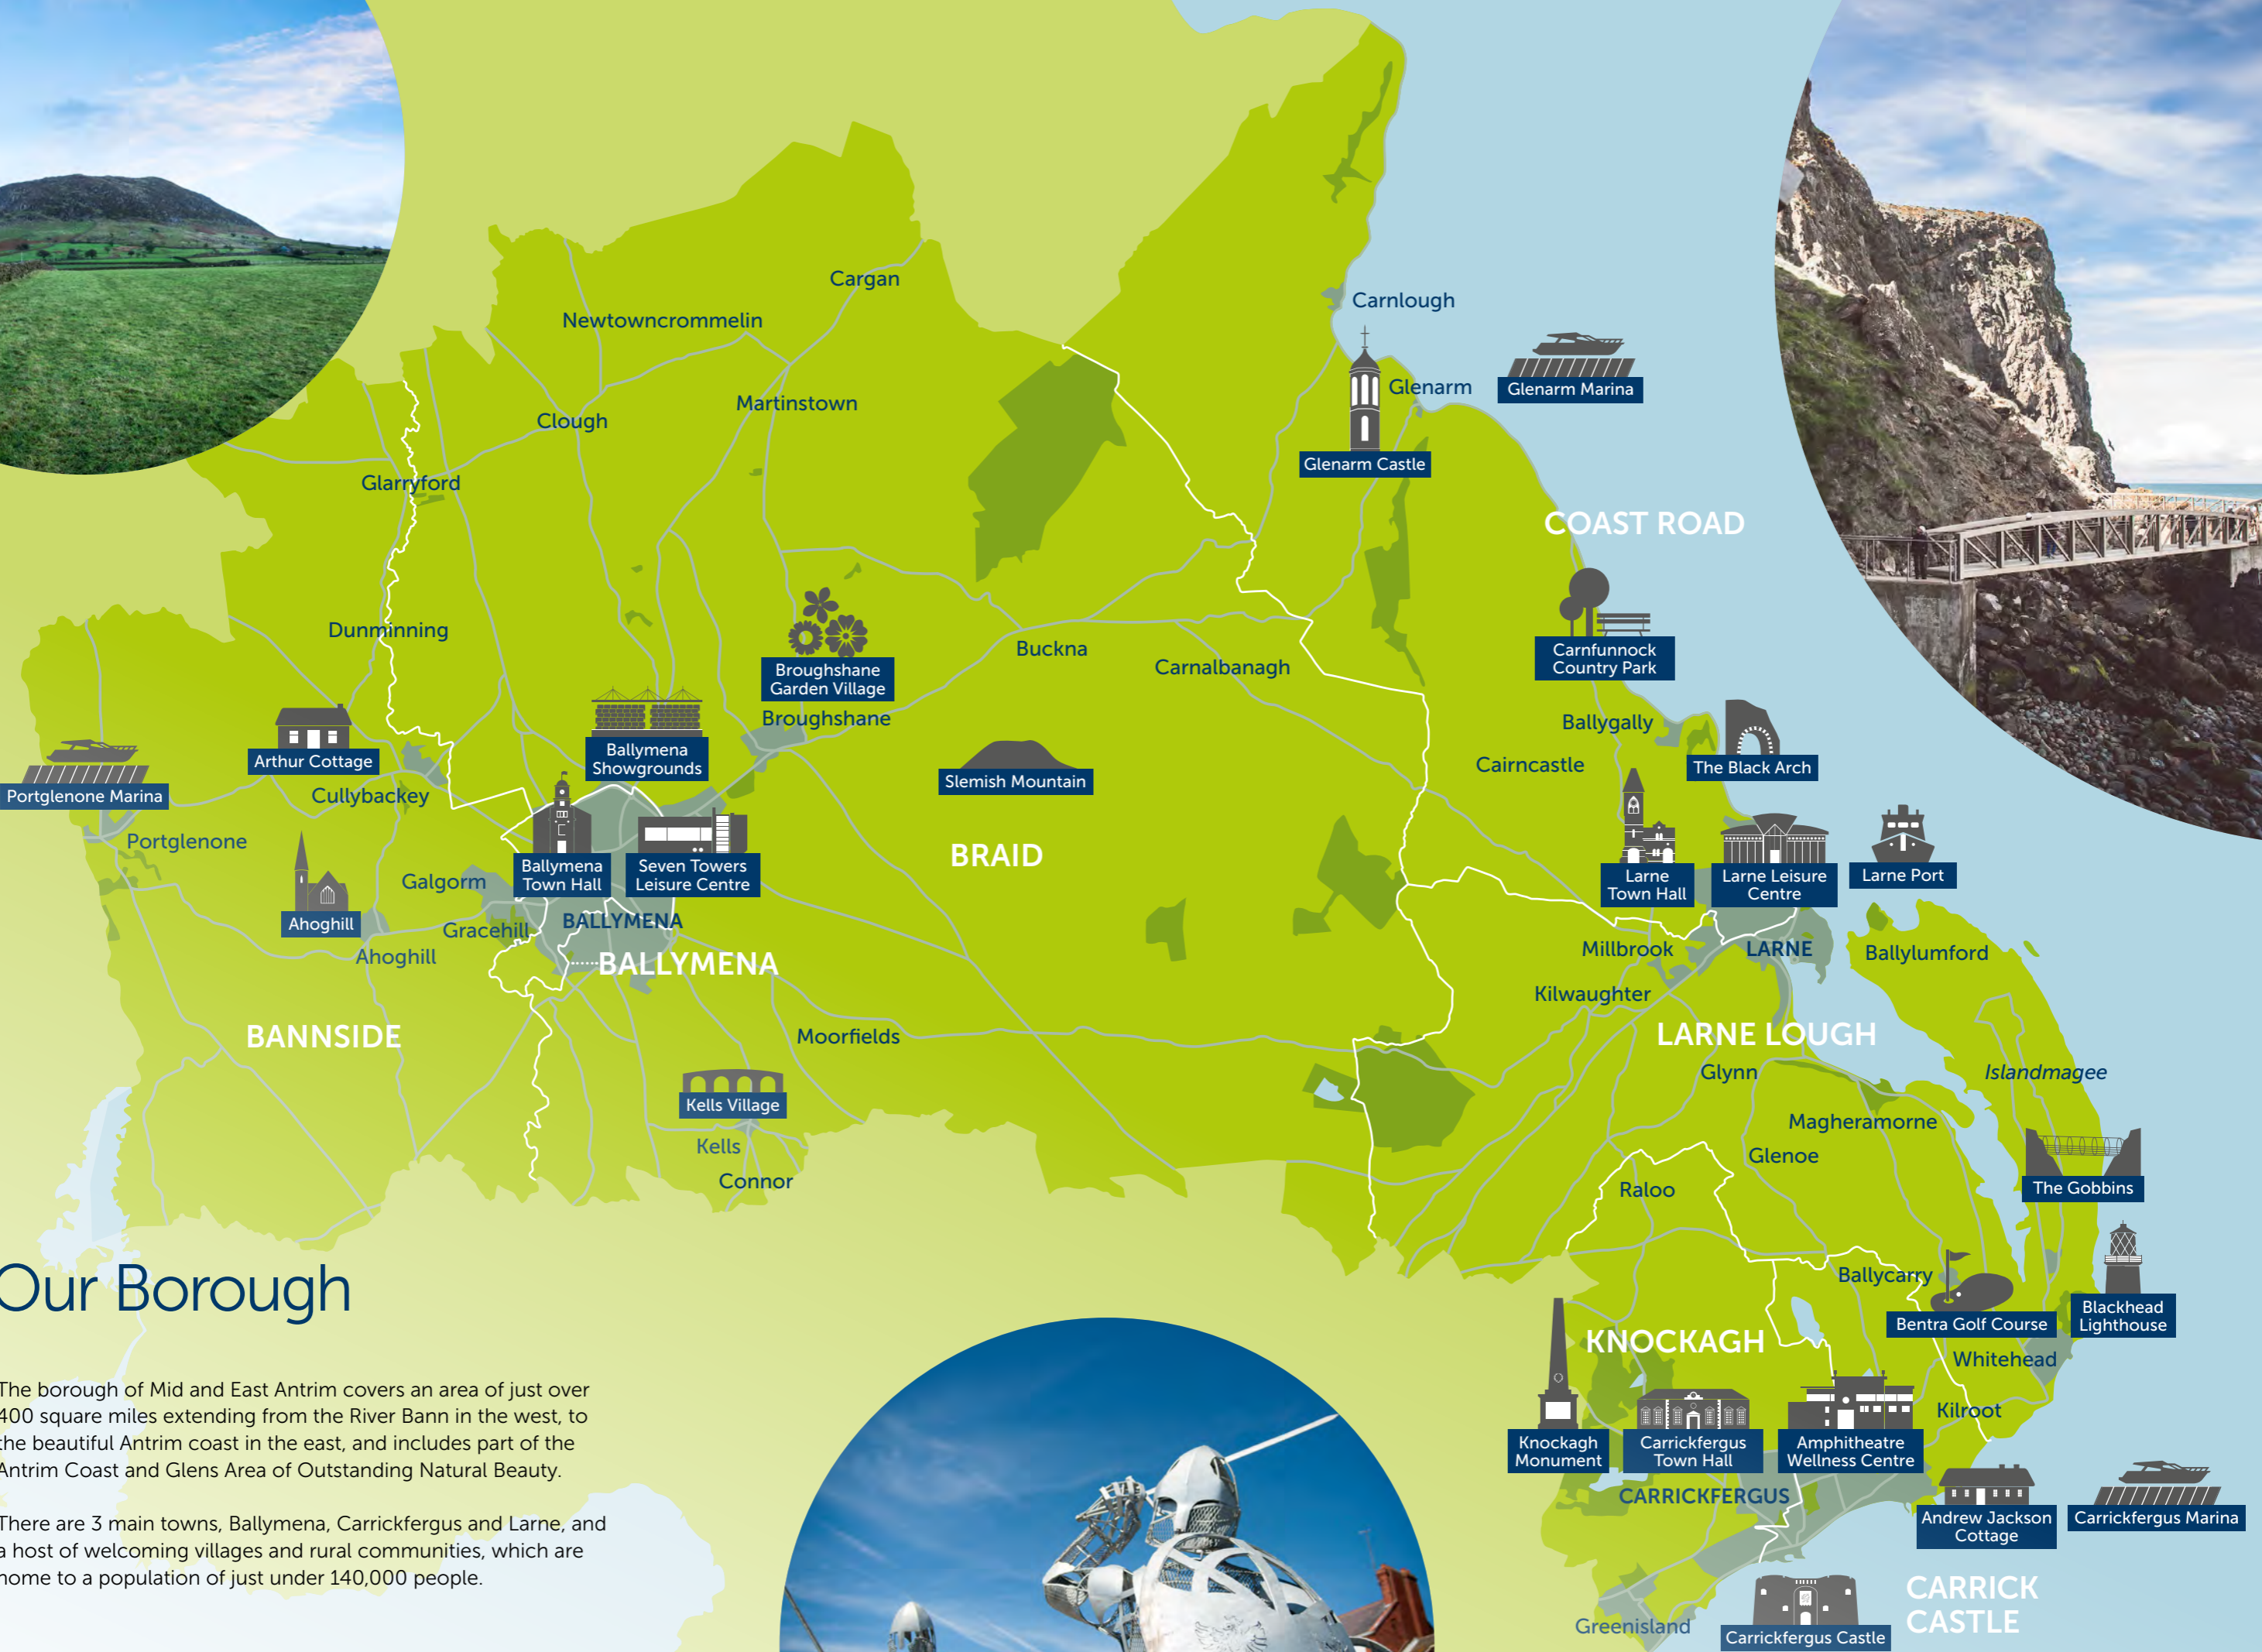 Cargan
Carnlough
Newtowncrommelin
Glenarm
Glenarm Marina
Martinstown
Clough
Glenarm Castle
Glarryford
COAST ROAD
Dunminning
Buckna
Carnfunnock
Country Park
Carnalbanagh
Broughshane
Garden Village
Broughshane
Ballygally
Ballymena
Showgrounds
Arthur Cottage
Cairncastle
The Black Arch
Slemish Mountain
Portglenone Marina
Cullybackey
Portglenone
BRAID
Ballymena
Town Hall
Seven Towers
Leisure Centre
Larne
Town Hall
Larne Leisure
Centre
Larne Port
Galgorm
Ahoghill
BALLYMENA
Gracehill
Ahoghill
BALLYMENA
Millbrook
LARNE
Ballylumford
Kilwaughter
BANNSIDE
Moorfields
LARNE LOUGH
Glynn
Islandmagee
Kells Village
Magheramorne
Kells
Glenoe
Connor
Raloo
The Gobbins
Ballycarry
Blackhead
Lighthouse
Bentra Golf Course
KNOCKAGH
Whitehead
Kilroot
Knockagh
Monument
Carrickfergus
Town Hall
Amphitheatre
Wellness Centre
CARRICKFERGUS
Andrew Jackson
Cottage
Carrickfergus Marina
CARRICK
CASTLE
Greenisland
Carrickfergus Castle
Our Borough
The borough of Mid and East Antrim covers an area of just over
400 square miles extending from the River Bann in the west, to
the beautiful Antrim coast in the east, and includes part of the
Antrim Coast and Glens Area of Outstanding Natural Beauty.
There are 3 main towns, Ballymena, Carrickfergus and Larne, and
a host of welcoming villages and rural communities, which are
home to a population of just under 140,000 people.